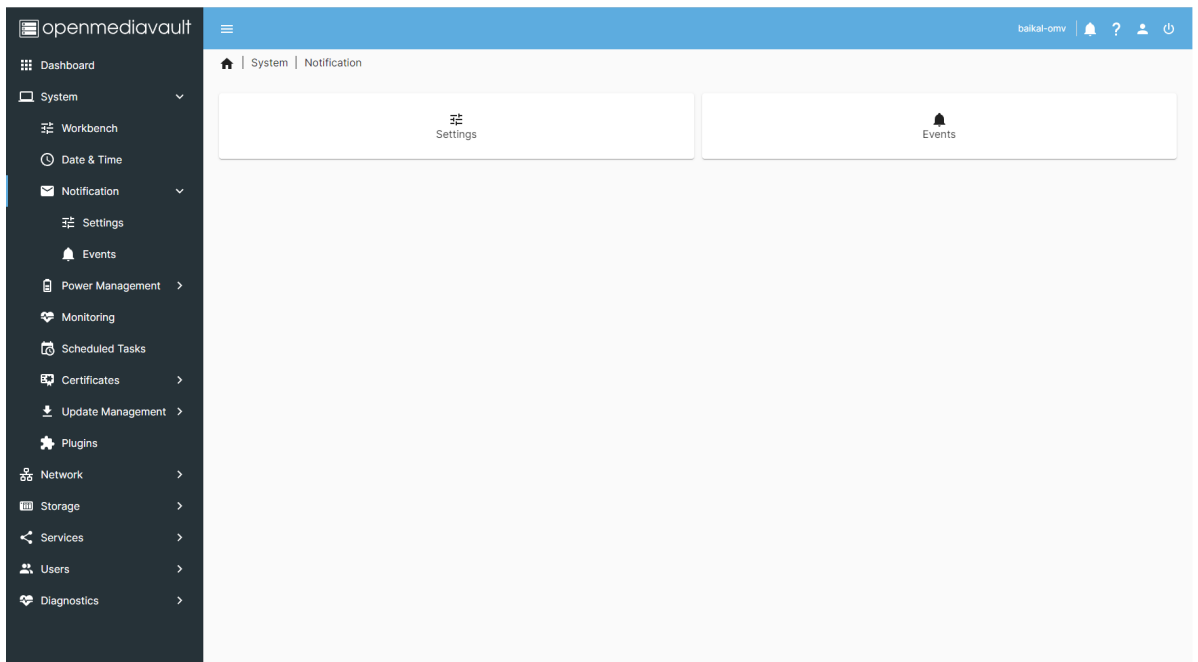 openmediavault
baikal-omv
?
Dashboard
System
Workbench
Date & Time
Notification
Settings
Events
Power Management
Monitoring
Scheduled Tasks
Certificates
Update Management
Plugins
Network
Storage
Services
Users
Diagnostics
System | Notification
Settings
Events